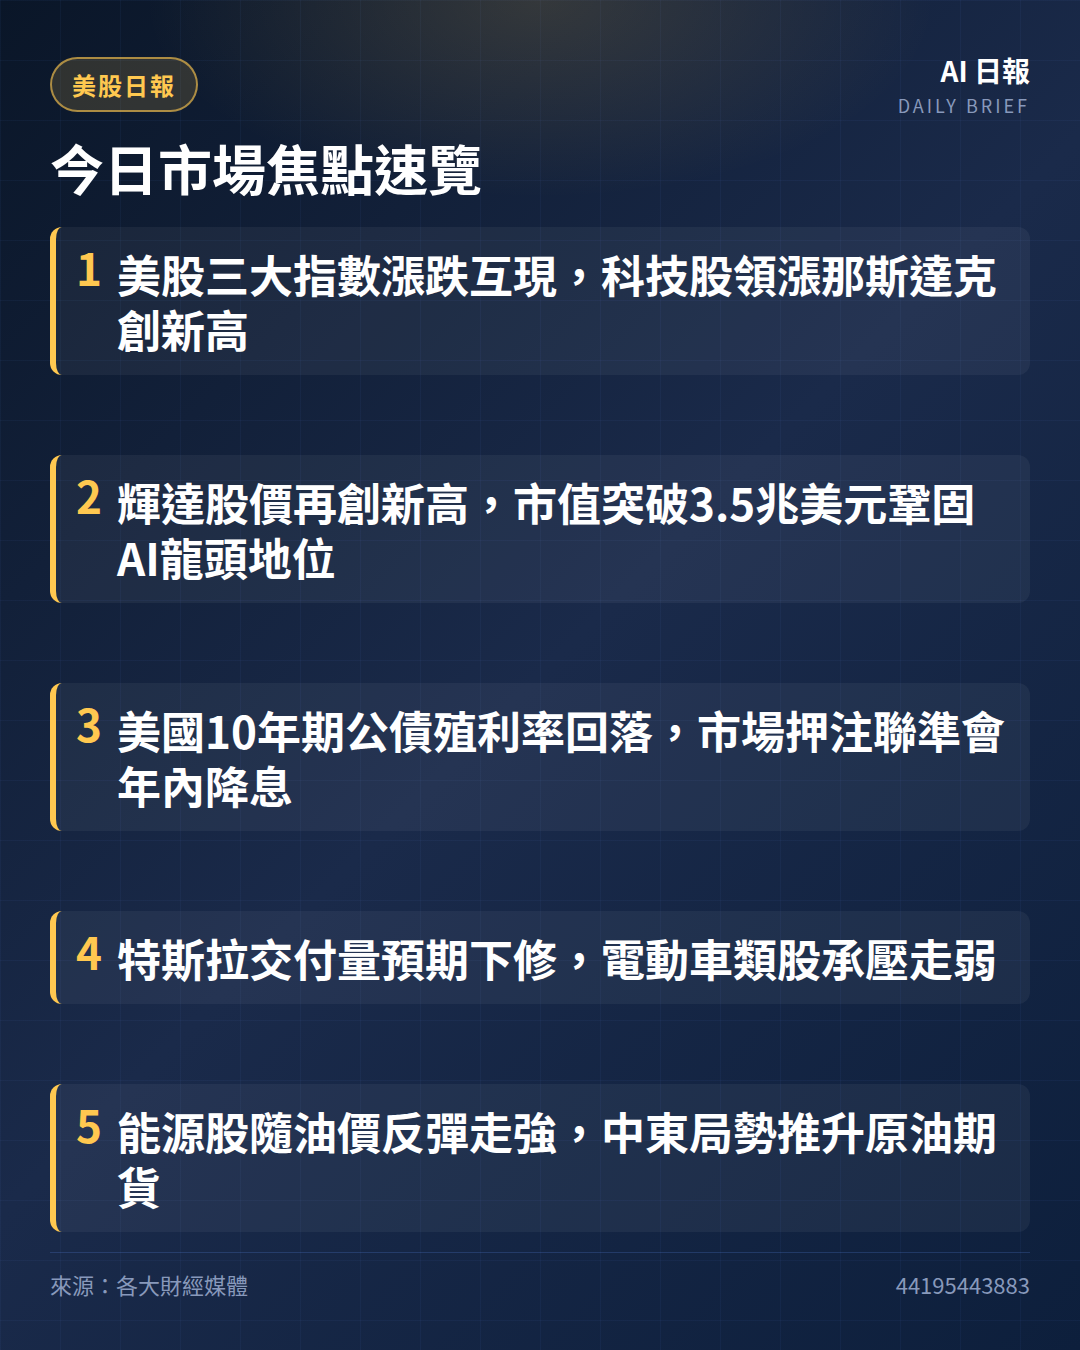 美股日報
AI 日報
DAILY BRIEF
今日市場焦點速覽
1 美股三大指數漲跌互現，科技股領漲那斯達克
創新高
2 輝達股價再創新高，市值突破3.5兆美元鞏固
AI龍頭地位
3 美國10年期公債殖利率回落，市場押注聯準會
年內降息
4 特斯拉交付量預期下修，電動車類股承壓走弱
5 能源股隨油價反彈走強，中東局勢推升原油期
貨
來源：各大財經媒體
44195443883